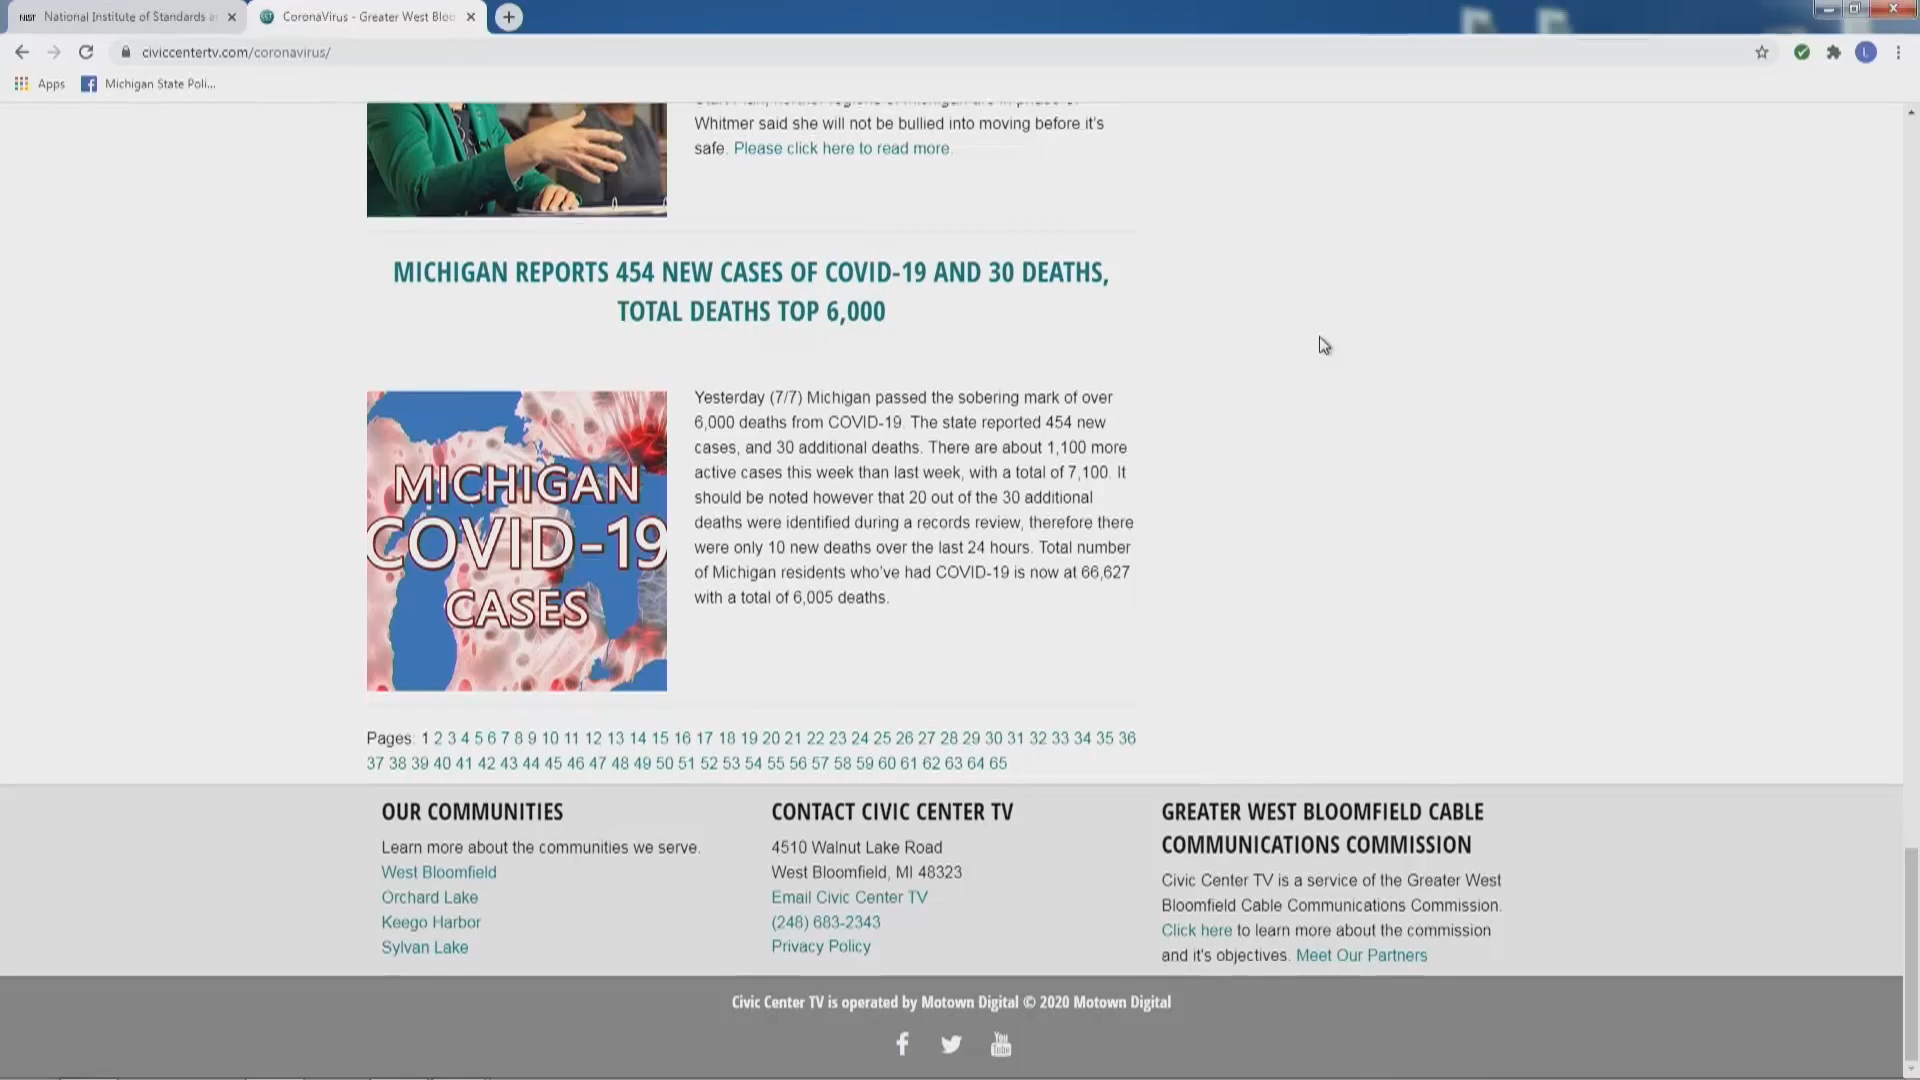 NIST National Institute of Standards a
CoronaVirus - Greater West Bloo
civiccentertv.com/coronavirus/
L
Apps
Michigan State Poli...
Whitmer said she will not be bullied into moving before it's
safe. Please click here to read more.
MICHIGAN REPORTS 454 NEW CASES OF COVID-19 AND 30 DEATHS,
TOTAL DEATHS TOP 6,000
MICHIGAN
COVID-19
CASES
Yesterday (7/7) Michigan passed the sobering mark of over
6,000 deaths from COVID-19. The state reported 454 new
cases, and 30 additional deaths. There are about 1,100 more
active cases this week than last week, with a total of 7,100. It
should be noted however that 20 out of the 30 additional
deaths were identified during a records review, therefore there
were only 10 new deaths over the last 24 hours. Total number
of Michigan residents who've had COVID-19 is now at 66,627
with a total of 6,005 deaths.
Pages: 1 2 3 4 5 6 7 8 9 10 11 12 13 14 15 16 17 18 19 20 21 22 23 24 25 26 27 28 29 30 31 32 33 34 35 36
37 38 39 40 41 42 43 44 45 46 47 48 49 50 51 52 53 54 55 56 57 58 59 60 61 62 63 64 65
OUR COMMUNITIES
Learn more about the communities we serve.
West Bloomfield
Orchard Lake
Keego Harbor
Sylvan Lake
CONTACT CIVIC CENTER TV
4510 Walnut Lake Road
West Bloomfield, MI 48323
Email Civic Center TV
(248) 683-2343
Privacy Policy
GREATER WEST BLOOMFIELD CABLE
COMMUNICATIONS COMMISSION
Civic Center TV is a service of the Greater West
Bloomfield Cable Communications Commission.
Click here to learn more about the commission
and it's objectives. Meet Our Partners
Civic Center TV is operated by Motown Digital © 2020 Motown Digital
You
Tube